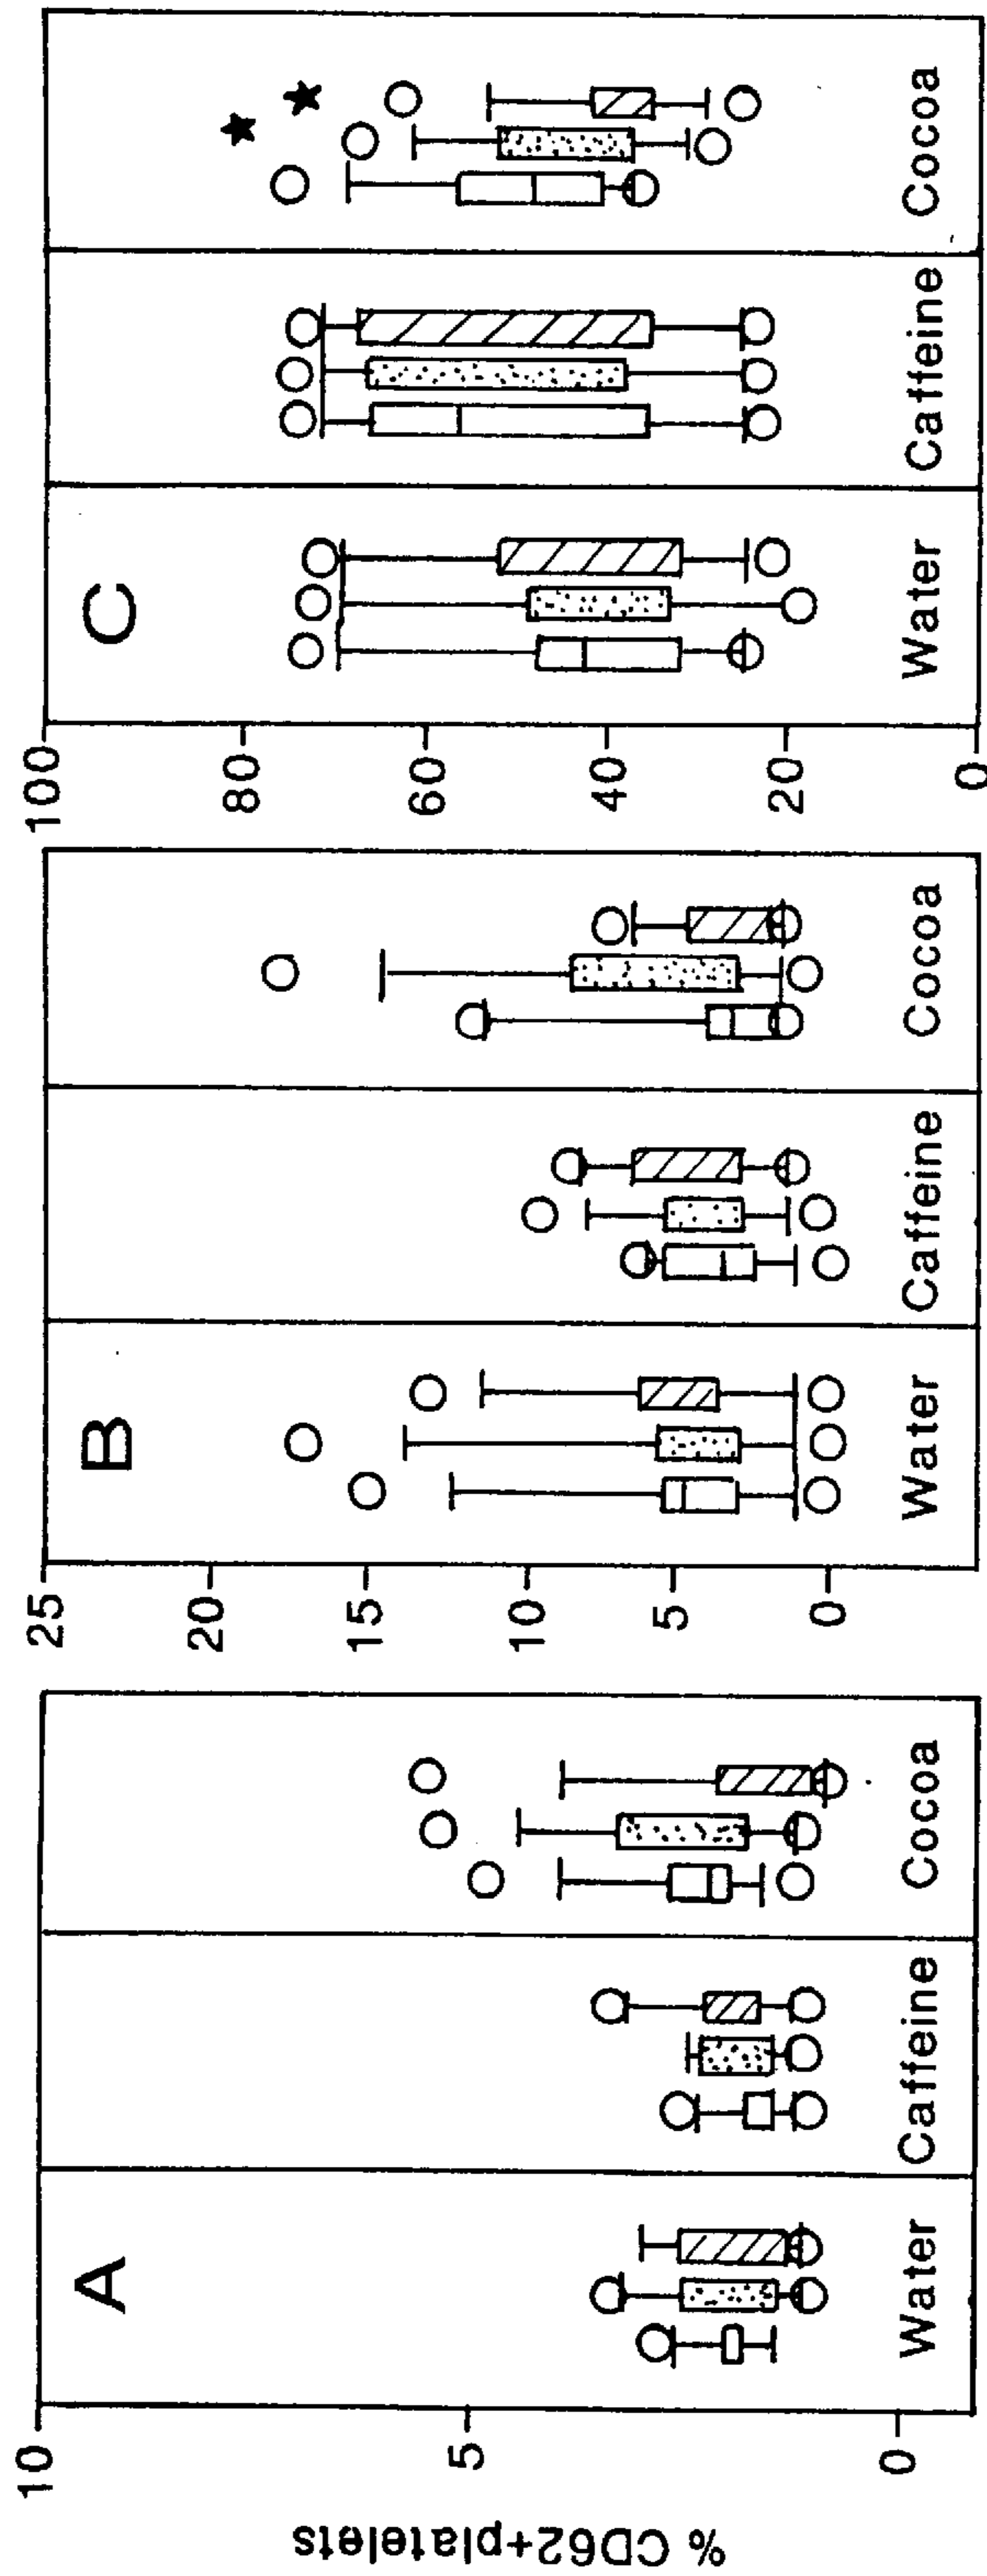 % CD62+platelets
10
5
0
A
Water
Caffeine
Cocoa
25
20
15
10
5
0
B
Water
Caffeine
Cocoa
100
80
60
40
20
0
C
Water
Caffeine
Cocoa